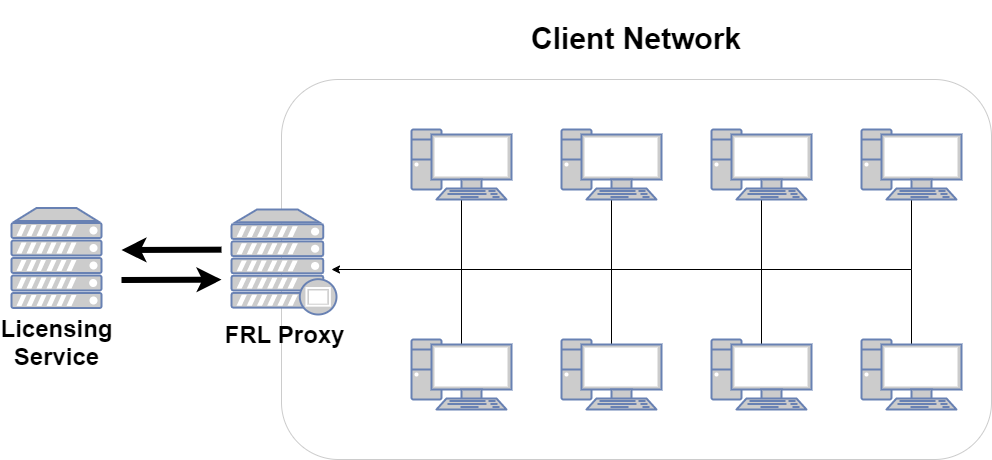 Client Network
Licensing
Service
FRL Proxy